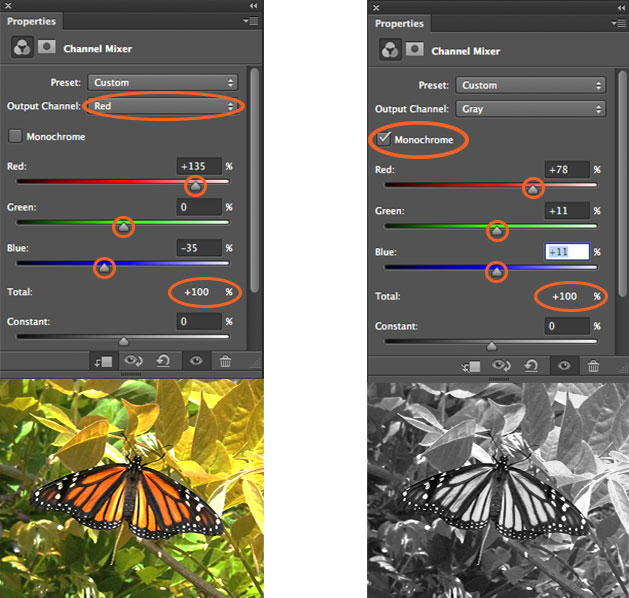 Properties
Channel Mixer
Preset: Custom
Output Channel: Red
Monochrome
Red: +135 %
Green: 0 %
Blue: −35 %
Total: +100 %
Constant: 0 %
Properties
Channel Mixer
Preset: Custom
Output Channel: Gray
Monochrome
Red: +78 %
Green: +11 %
Blue: +11 %
Total: +100 %
Constant: 0 %